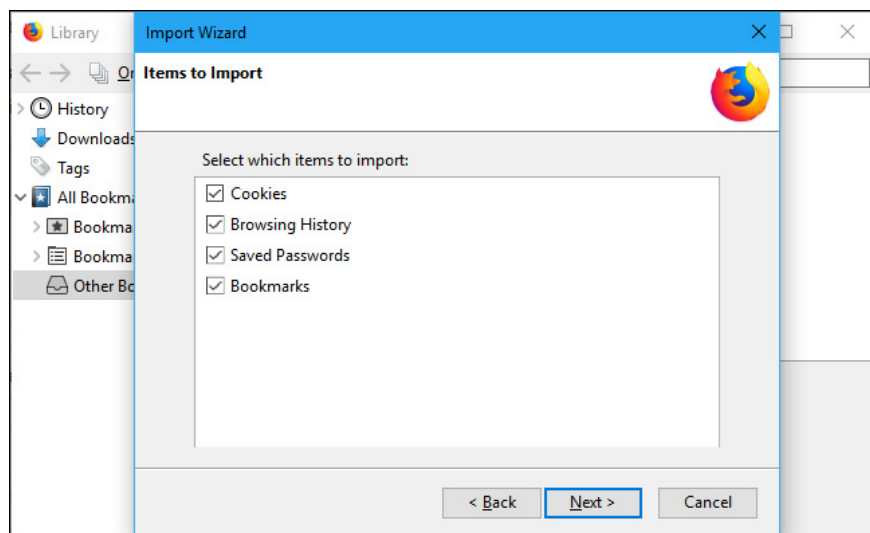 Library
Import Wizard
Items to Import
History
Downloads
Tags
All Bookma
Bookma
Bookma
Other Bo
Select which items to import:
Cookies
Browsing History
Saved Passwords
Bookmarks
< Back
Next >
Cancel